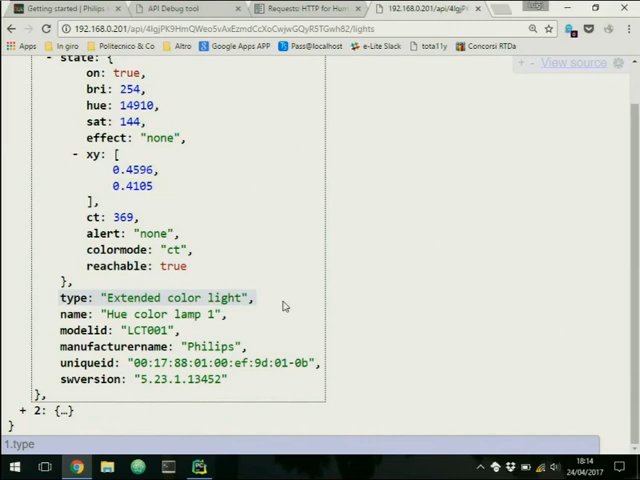 Getting started | Philips H
API Debug tool
Requests: HTTP for Hum
192.168.0.201/api/4Igj
192.168.0.201/api/4IgjPK9HmQWeo5vAxEzmdCcXoCwjwGQyR5TGwh82/lights
Apps
In giro
Politecnico & Co
Altro
Google Apps APP
Pass@localhost
e-Lite Slack
tota11y
Concorsi RTDa
+ - View source
- state: {
on: true,
bri: 254,
hue: 14910,
sat: 144,
effect: "none",
- xy: [
0.4596,
0.4105
],
ct: 369,
alert: "none",
colormode: "ct",
reachable: true
},
type: "Extended color light",
name: "Hue color lamp 1",
modelid: "LCT001",
manufacturername: "Philips",
uniqueid: "00:17:88:01:00:ef:9d:01-0b",
swversion: "5.23.1.13452"
},
+ 2: {…}
}
1.type
18:14
24/04/2017